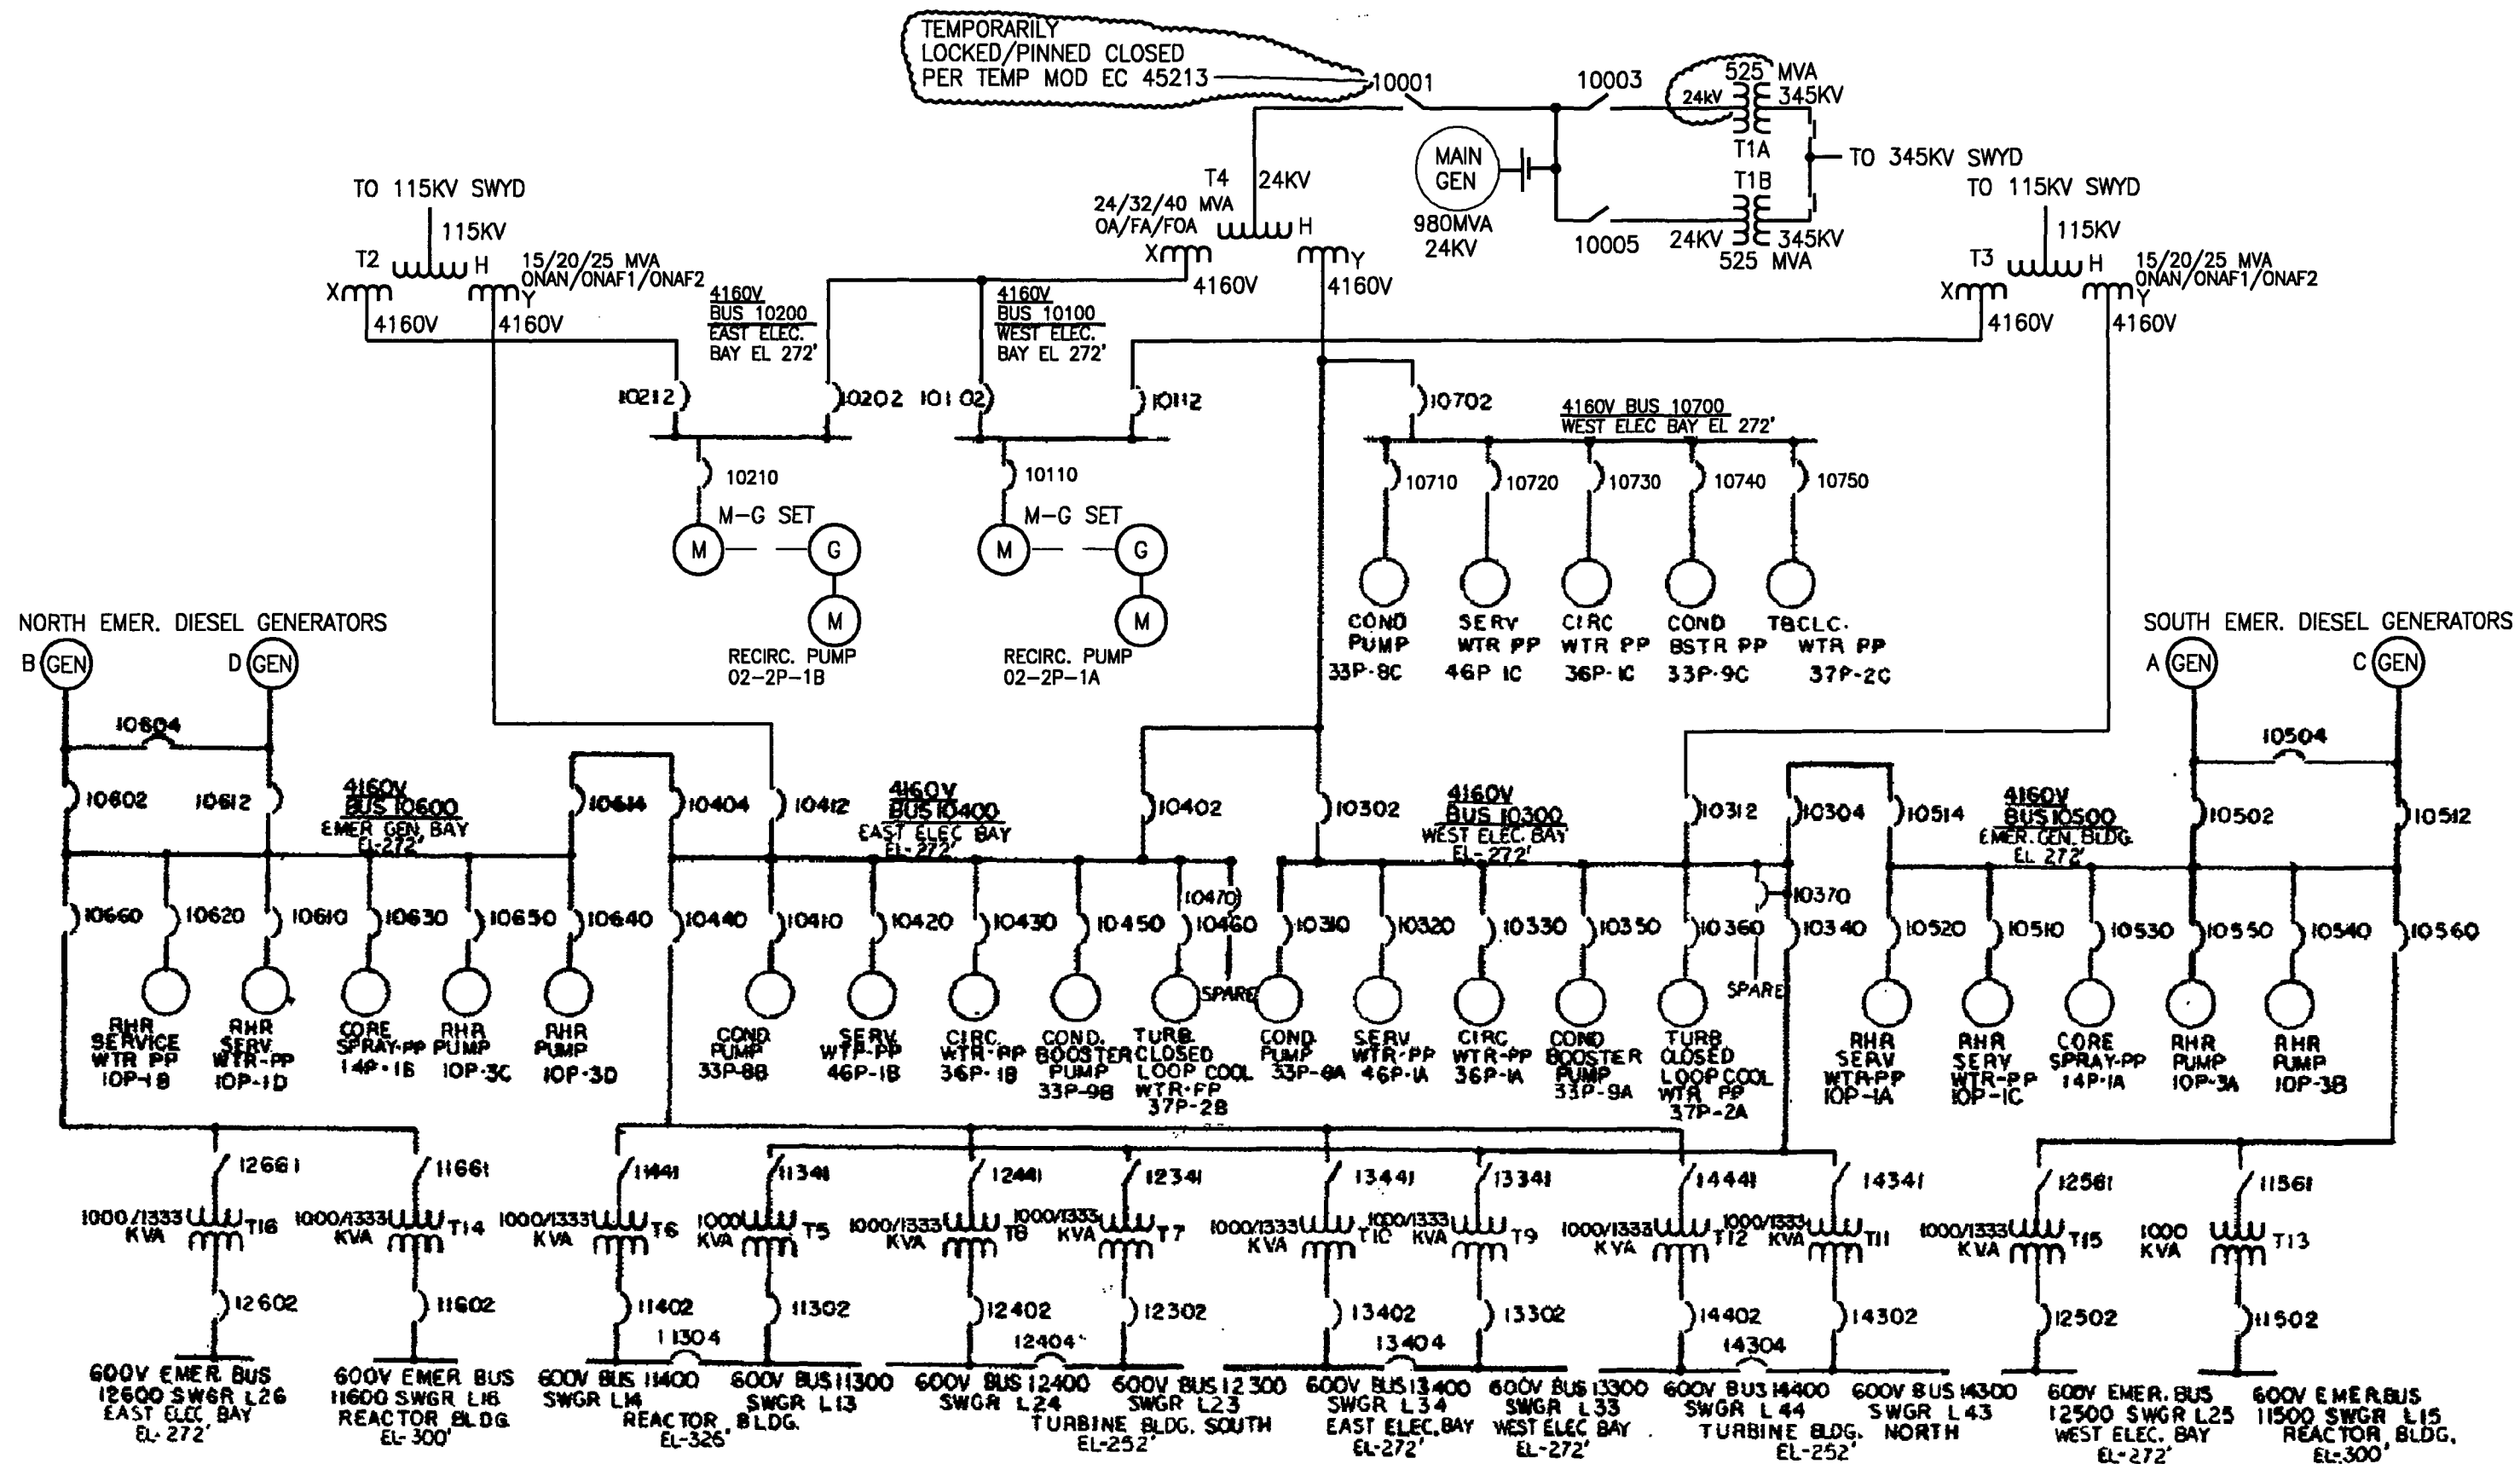 TEMPORARILY
LOCKED/PINNED CLOSED
PER TEMP MOD EC 45213
10001
10003
525 MVA
24kV
345KV
T1A
MAIN
GEN
980MVA
24KV
TO 345KV SWYD
T1B
10005
24KV
345KV
525 MVA
T4
24KV
24/32/40 MVA
OA/FA/FOA
H
X
Y
4160V
4160V
TO 115KV SWYD
115KV
T2
H
15/20/25 MVA
ONAN/ONAF1/ONAF2
X
Y
4160V
4160V
TO 115KV SWYD
115KV
T3
H
15/20/25 MVA
ONAN/ONAF1/ONAF2
X
Y
4160V
4160V
4160V
BUS 10200
EAST ELEC.
BAY EL 272'
4160V
BUS 10100
WEST ELEC.
BAY EL 272'
10212
10202
10102
10112
10702
4160V BUS 10700
WEST ELEC BAY EL 272'
10210
10110
10710
10720
10730
10740
10750
M-G SET
M
G
M
M-G SET
M
G
M
RECIRC. PUMP
02-2P-1B
RECIRC. PUMP
02-2P-1A
COND
PUMP
33P-8C
SERV
WTR PP
46P 1C
CIRC
WTR PP
36P-1C
COND
BSTR PP
33P-9C
TBCLC.
WTR PP
37P-2C
NORTH EMER. DIESEL GENERATORS
B GEN
D GEN
SOUTH EMER. DIESEL GENERATORS
A GEN
C GEN
10604
10504
10602
10612
4160V
BUS 10600
EMER GEN. BAY
EL-272'
10614
10404
10412
4160V
BUS 10400
EAST ELEC BAY
EL-272'
10402
10302
4160V
BUS 10300
WEST ELEC. BAY
EL-272'
10312
10304
10514
4160V
BUS 10500
EMER. GEN. BLDG.
EL 272'
10502
10512
10660
10620
10610
10630
10650
10640
10440
10410
10420
10430
10450
10470
10460
10310
10320
10330
10350
10360
10370
10340
10520
10510
10530
10550
10540
10560
SPARE
SPARE
RHR
SERVICE
WTR PP
10P-1B
RHR
SERV
WTR-PP
10P-1D
CORE
SPRAY-PP
14P-1B
RHR
PUMP
10P-3C
RHR
PUMP
10P-3D
COND
PUMP
33P-8B
SERV.
WTR-PP
46P-1B
CIRC.
WTR-PP
36P-1B
COND.
BOOSTER
PUMP
33P-9B
TURB.
CLOSED
LOOP COOL
WTR-PP
37P-2B
COND.
PUMP
33P-8A
SERV
WTR-PP
46P-1A
CIRC
WTR-PP
36P-1A
COND
BOOSTER
PUMP
33P-9A
TURB
CLOSED
LOOP COOL
WTR PP
37P-2A
RHR
SERV
WTR-PP
10P-1A
RHR
SERV
WTR-PP
10P-1C
CORE
SPRAY-PP
14P-1A
RHR
PUMP
10P-3A
RHR
PUMP
10P-3B
12661
11661
11441
11341
12441
12341
13441
13341
14441
14341
12561
11561
1000/1333
KVA
T16
1000/1333
KVA
T14
1000/1333
KVA
T6
1000
KVA
T5
1000/1333
KVA
T8
1000/1333
KVA
T7
1000/1333
KVA
T10
1000/1333
KVA
T9
1000/1333
KVA
T12
1000/1333
KVA
T11
1000/1333
KVA
T15
1000
KVA
T13
12602
11602
11402
11302
12402
12302
13402
13302
14402
14302
12502
11502
11304
12404
13404
14304
600V EMER BUS
12600 SWGR L26
EAST ELEC BAY
EL-272'
600V EMER BUS
11600 SWGR L16
REACTOR BLDG
EL-300'
600V BUS 11400
SWGR L14
600V BUS 11300
SWGR L13
REACTOR BLDG.
EL-326'
600V BUS 12400
SWGR L24
600V BUS 12300
SWGR L23
TURBINE BLDG. SOUTH
EL-252'
600V BUS 13400
SWGR L34
EAST ELEC. BAY
EL-272'
600V BUS 13300
SWGR L33
WEST ELEC BAY
EL-272'
600V BUS 14400
SWGR L44
600V BUS 14300
SWGR L43
TURBINE BLDG. NORTH
EL-252'
600V EMER. BUS
12500 SWGR L25
WEST ELEC. BAY
EL-272'
600V EMER BUS
11500 SWGR L15
REACTOR BLDG.
EL-300'